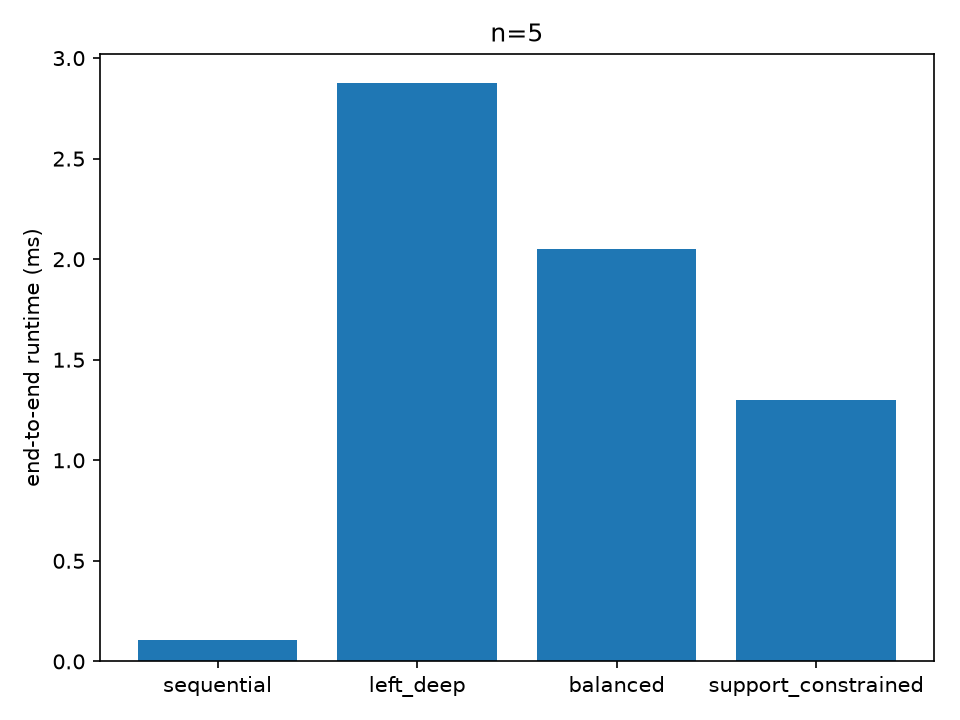 n=5
end-to-end runtime (ms)
3.0
2.5
2.0
1.5
1.0
0.5
0.0
sequential left_deep balanced support_constrained